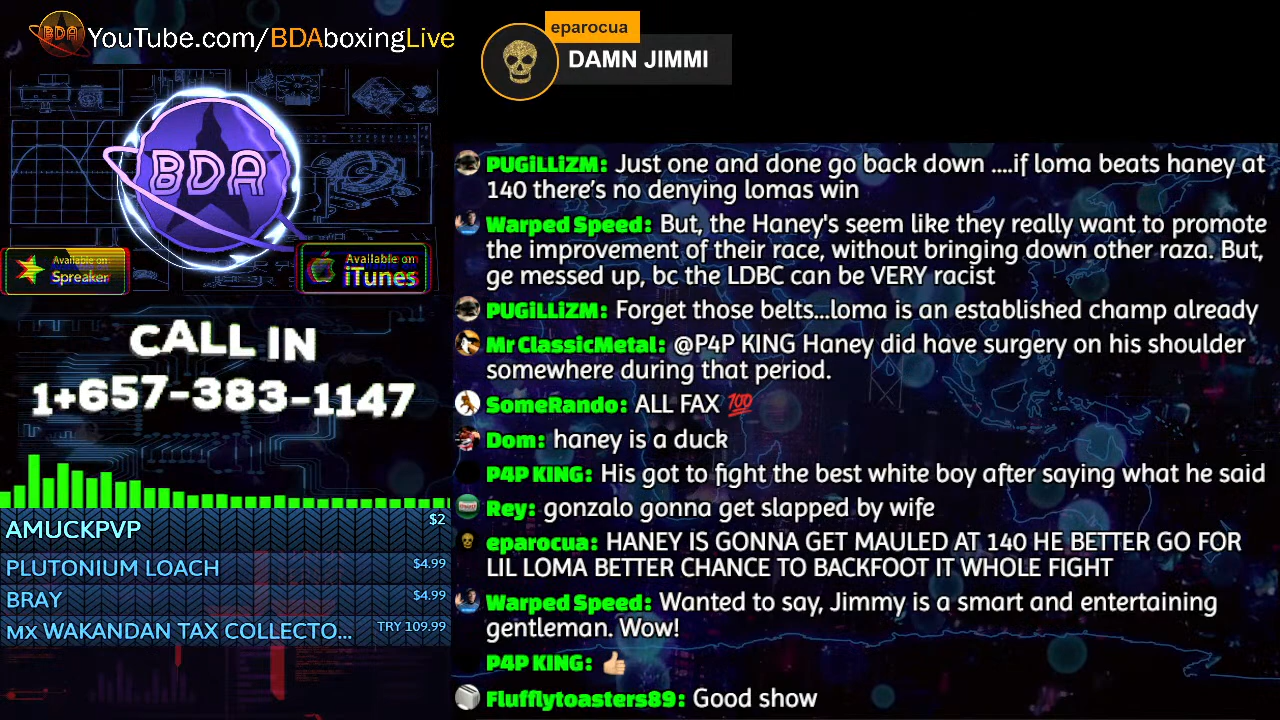 BDA
YouTube.com/BDAboxingLive
eparocua
DAMN JIMMI
BDA
Available on
Spreaker
Available on
iTunes
CALL IN
1+657-383-1147
AMUCKPVP $2
PLUTONIUM LOACH $4.99
BRAY $4.99
MX WAKANDAN TAX COLLECTO... TRY 109.99
PUGiLLiZM: Just one and done go back down ....if loma beats haney at
140 there's no denying lomas win
Warped Speed: But, the Haney's seem like they really want to promote
the improvement of their race, without bringing down other raza. But,
ge messed up, bc the LDBC can be VERY racist
PUGiLLiZM: Forget those belts...loma is an established champ already
Mr ClassicMetal: @P4P KING Haney did have surgery on his shoulder
somewhere during that period.
SomeRando: ALL FAX 💯
Dom: haney is a duck
P4P KING: His got to fight the best white boy after saying what he said
Rey: gonzalo gonna get slapped by wife
eparocua: HANEY IS GONNA GET MAULED AT 140 HE BETTER GO FOR
LIL LOMA BETTER CHANCE TO BACKFOOT IT WHOLE FIGHT
Warped Speed: Wanted to say, Jimmy is a smart and entertaining
gentleman. Wow!
P4P KING: 👍🏼
Flufflytoasters89: Good show